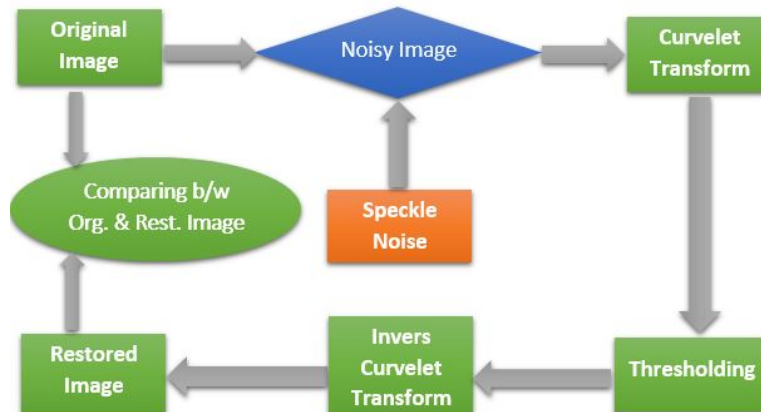 Original
Image
Noisy Image
Curvelet
Transform
Comparing b/w
Org. & Rest. Image
Speckle
Noise
Restored
Image
Invers
Curvelet
Transform
Thresholding